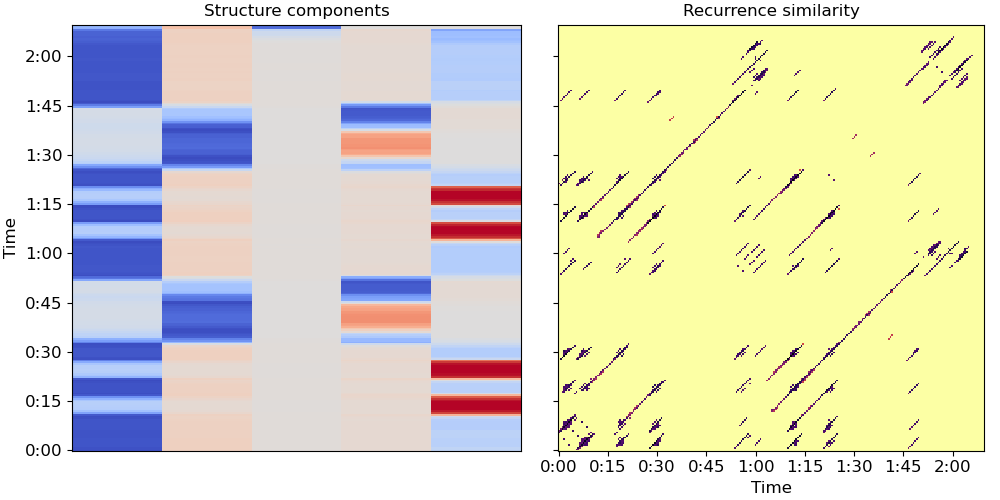 Structure components
Recurrence similarity
2:00
1:45
1:30
1:15
1:00
0:45
0:30
0:15
0:00
Time
0:00 0:15 0:30 0:45 1:00 1:15 1:30 1:45 2:00
Time